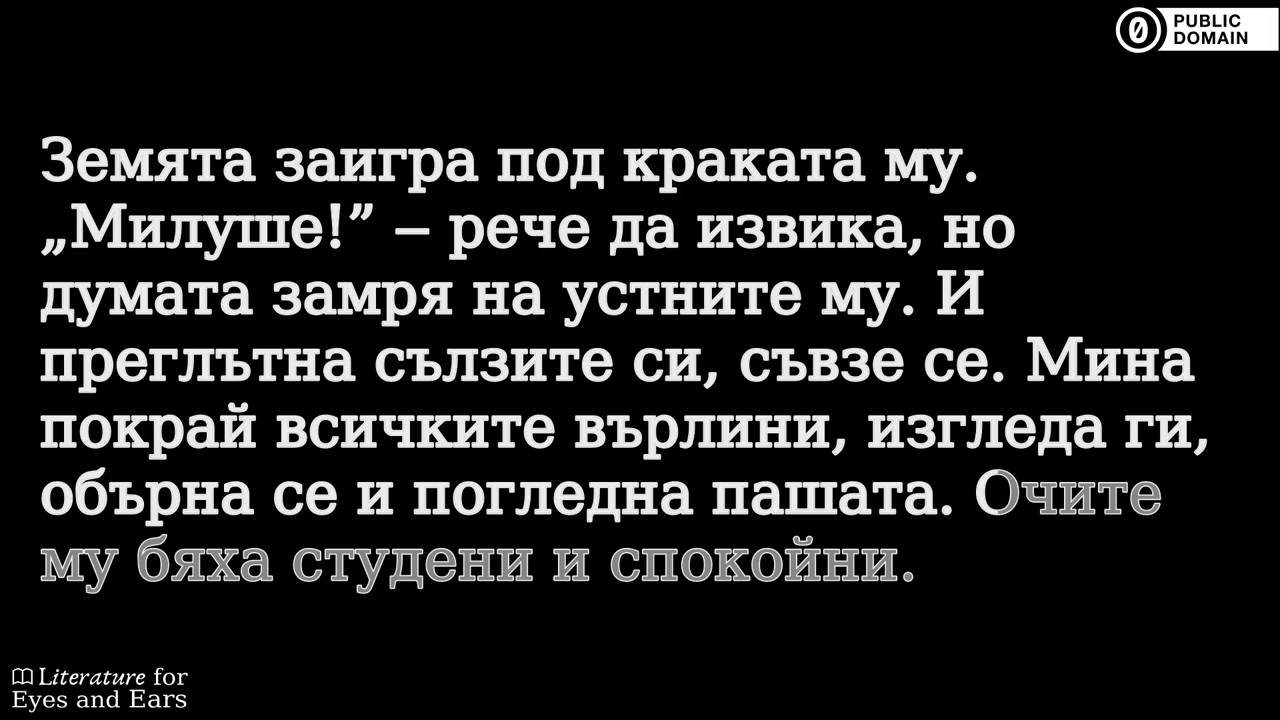 PUBLIC
DOMAIN
Земята заигра под краката му.
„Милуше!” – рече да извика, но
думата замря на устните му. И
преглътна сълзите си, съвзе се. Мина
покрай всичките върлини, изгледа ги,
обърна се и погледна пашата. Очите
му бяха студени и спокойни.
Literature for
Eyes and Ears